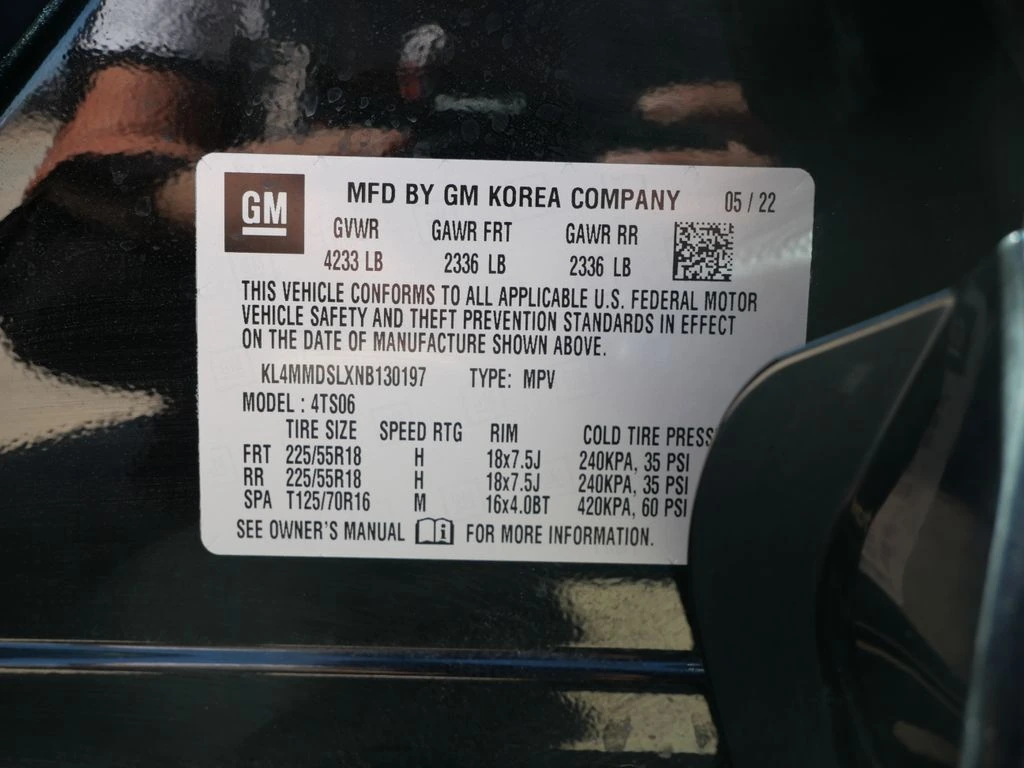 GM MFD BY GM KOREA COMPANY 05 / 22
GVWR GAWR FRT GAWR RR
4233 LB 2336 LB 2336 LB
THIS VEHICLE CONFORMS TO ALL APPLICABLE U.S. FEDERAL MOTOR
VEHICLE SAFETY AND THEFT PREVENTION STANDARDS IN EFFECT
ON THE DATE OF MANUFACTURE SHOWN ABOVE.
KL4MMDSLXNB130197 TYPE: MPV
MODEL : 4TS06
TIRE SIZE SPEED RTG RIM COLD TIRE PRESS
FRT 225/55R18 H 18x7.5J 240KPA, 35 PSI
RR 225/55R18 H 18x7.5J 240KPA, 35 PSI
SPA T125/70R16 M 16x4.0BT 420KPA, 60 PSI
SEE OWNER'S MANUAL i FOR MORE INFORMATION.